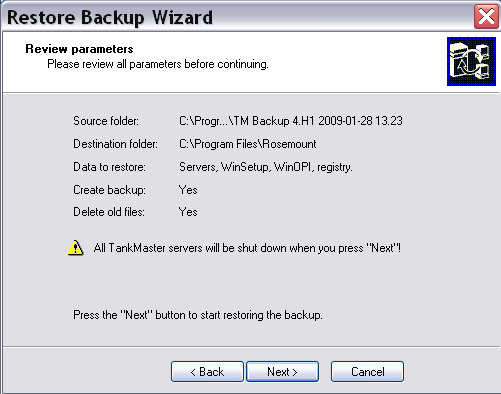 Restore Backup Wizard
Review parameters
Please review all parameters before continuing.
Source folder: C:\Progr...\TM Backup 4.H1 2009-01-28 13.23
Destination folder: C:\Program Files\Rosemount
Data to restore: Servers, WinSetup, WinOPI, registry.
Create backup: Yes
Delete old files: Yes
All TankMaster servers will be shut down when you press "Next"!
Press the "Next" button to start restoring the backup.
< Back Next > Cancel